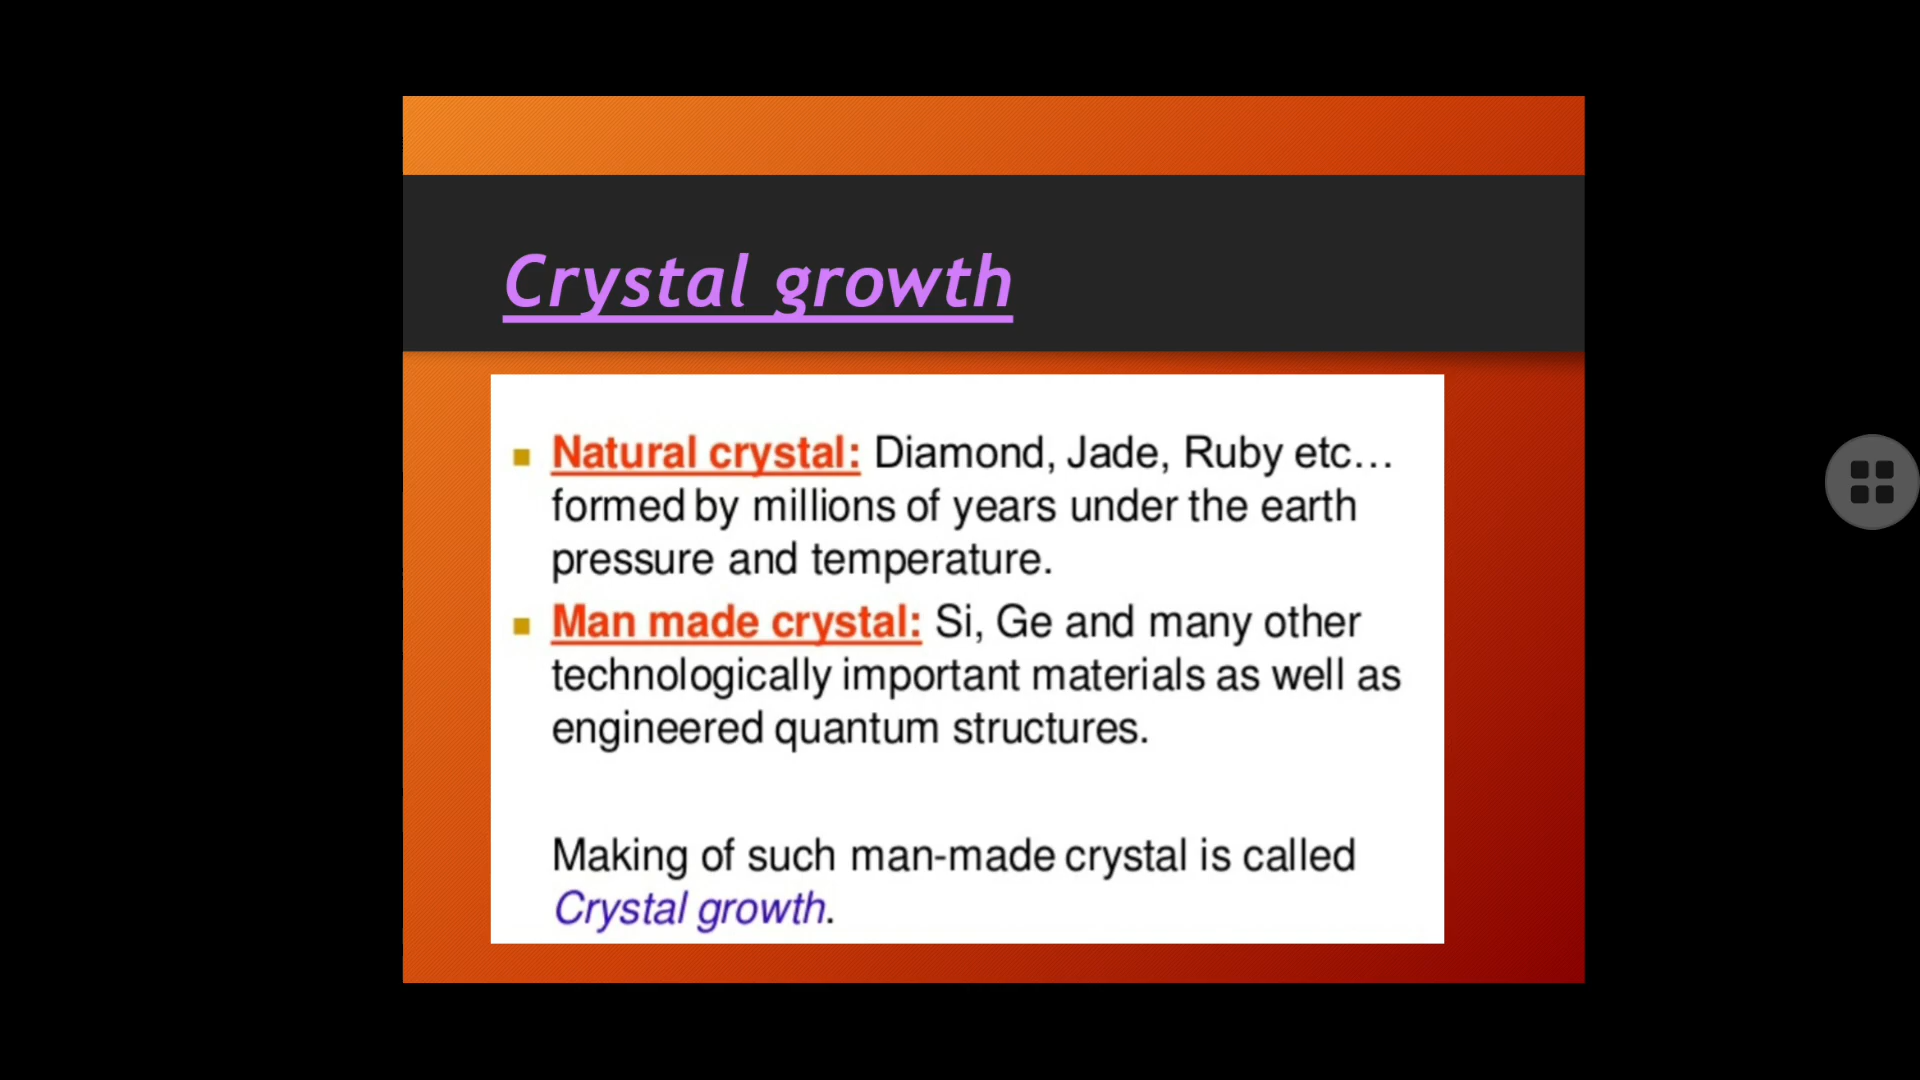 Crystal growth
Natural crystal: Diamond, Jade, Ruby etc…
formed by millions of years under the earth
pressure and temperature.
Man made crystal: Si, Ge and many other
technologically important materials as well as
engineered quantum structures.
Making of such man-made crystal is called
Crystal growth.